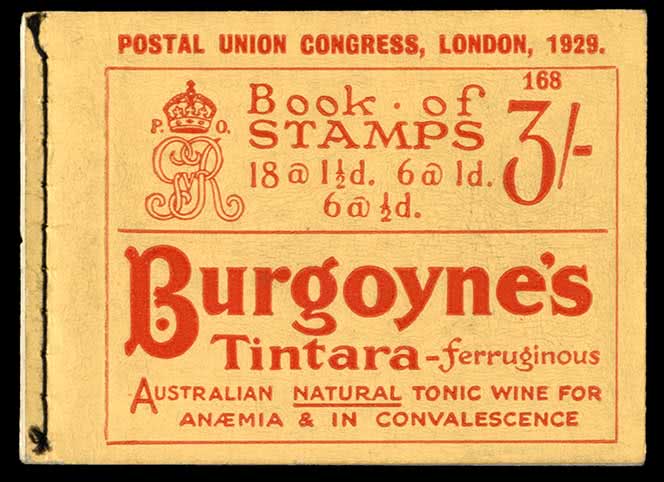 POSTAL UNION CONGRESS, LONDON, 1929.
168
P. O.
GRV
Book · of
STAMPS
3/-
18 @ 1½d. 6 @ 1d.
6 @ ½d.
Burgoyne's
Tintara - ferruginous
AUSTRALIAN NATURAL TONIC WINE FOR
ANÆMIA & IN CONVALESCENCE